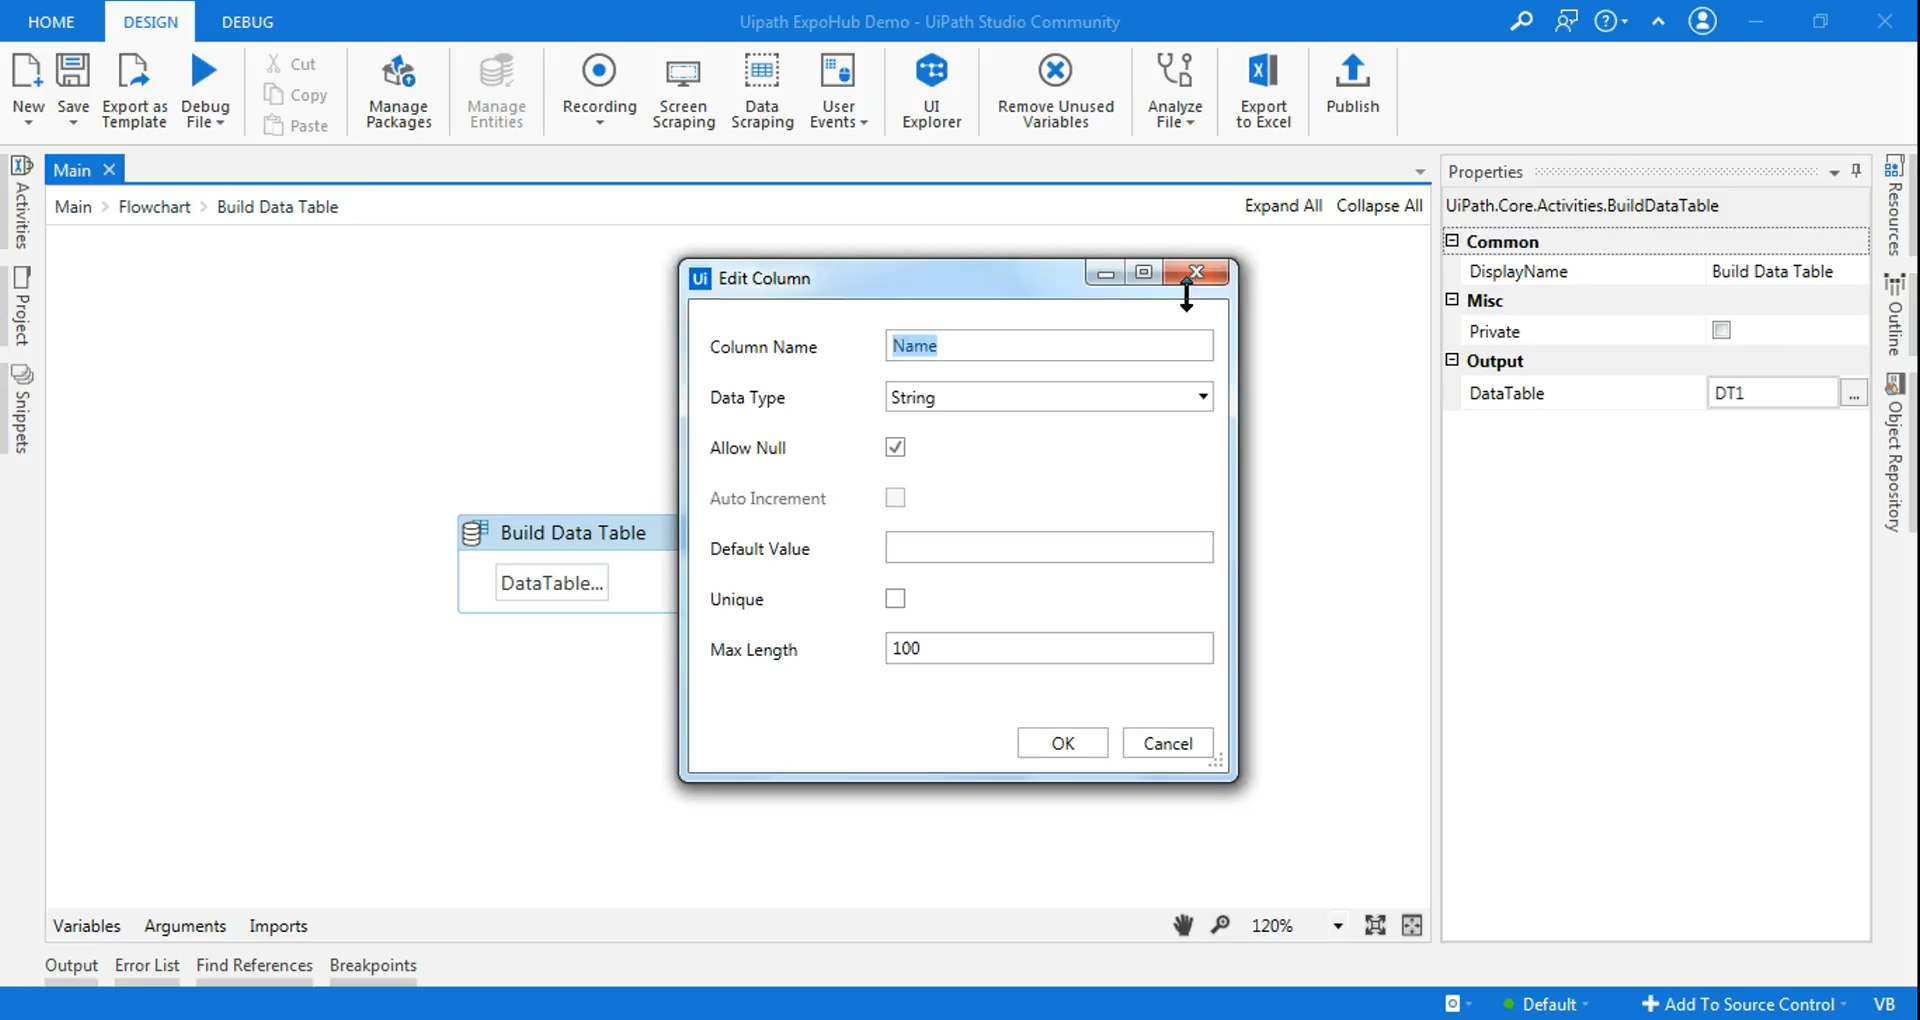 HOME
DESIGN
DEBUG
Uipath ExpoHub Demo - UiPath Studio Community
New
Save
Export as
Template
Debug
File
Cut
Copy
Paste
Manage
Packages
Manage
Entities
Recording
Screen
Scraping
Data
Scraping
User
Events
UI
Explorer
Remove Unused
Variables
Analyze
File
Export
to Excel
Publish
Activities
Project
Snippets
Main
Main > Flowchart > Build Data Table
Expand All
Collapse All
Build Data Table
DataTable...
Ui Edit Column
Column Name
Name
Data Type
String
Allow Null
Auto Increment
Default Value
Unique
Max Length
100
OK
Cancel
Properties
UiPath.Core.Activities.BuildDataTable
Common
DisplayName
Build Data Table
Misc
Private
Output
DataTable
DT1
...
Resources
Outline
Object Repository
Variables
Arguments
Imports
120%
Output
Error List
Find References
Breakpoints
Default
Add To Source Control
VB